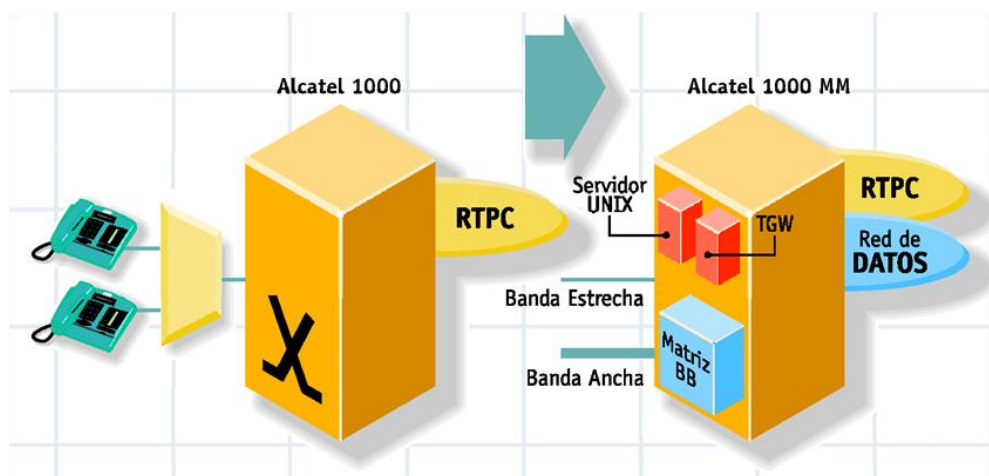 Alcatel 1000
RTPC
Alcatel 1000 MM
Servidor
UNIX
TGW
RTPC
Red de
DATOS
Banda Estrecha
Matriz
BB
Banda Ancha